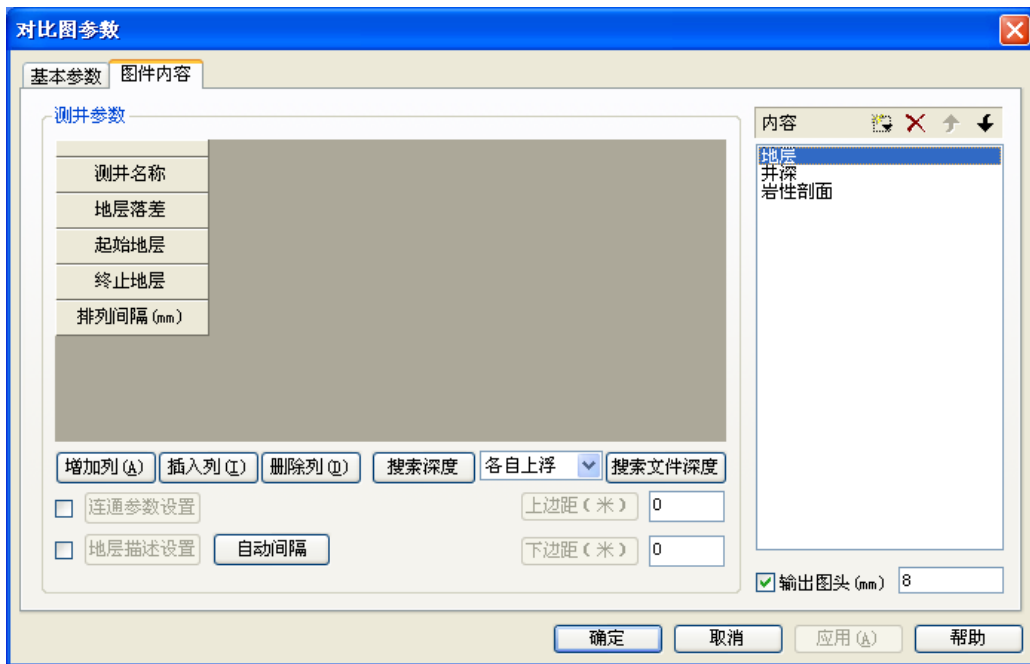 对比图参数
基本参数 图件内容
测井参数
测井名称
地层落差
起始地层
终止地层
排列间隔(mm)
增加列(A) 插入列(I) 删除列(D) 搜索深度 各自上浮 搜索文件深度
连通参数设置 上边距(米) 0
地层描述设置 自动间隔 下边距(米) 0
内容
地层
井深
岩性剖面
输出图头(mm) 8
确定 取消 应用(A) 帮助